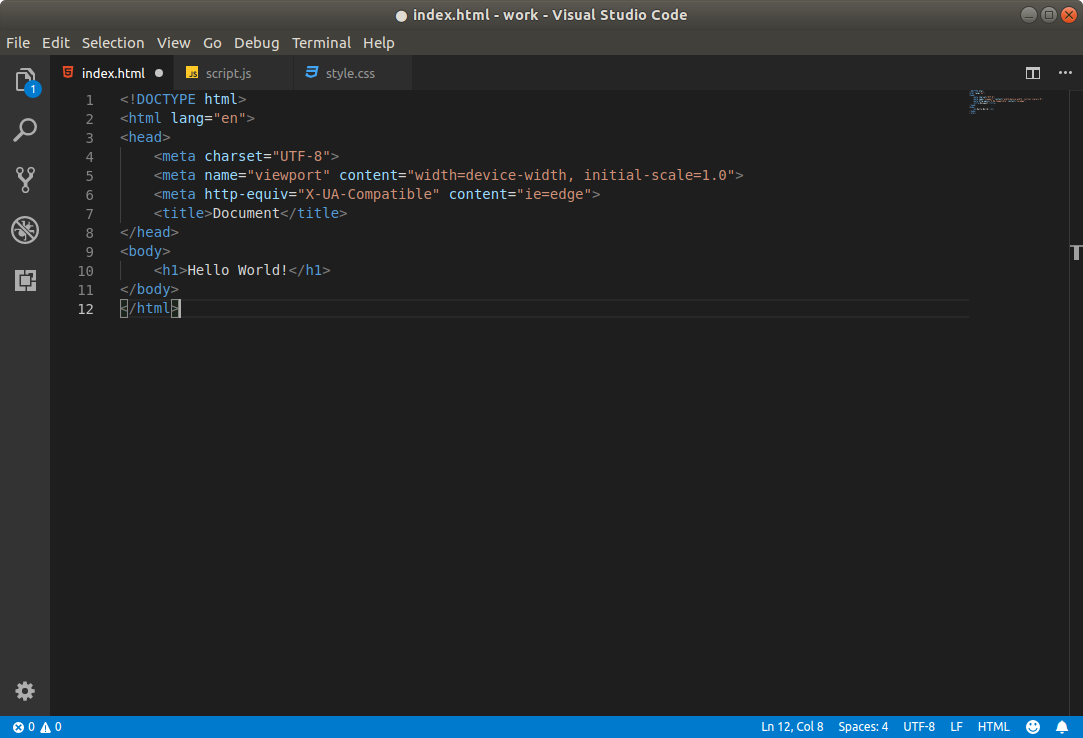 ● index.html - work - Visual Studio Code
File Edit Selection View Go Debug Terminal Help
index.html ● JS script.js style.css
1
1 <!DOCTYPE html>
2 <html lang="en">
3 <head>
4     <meta charset="UTF-8">
5     <meta name="viewport" content="width=device-width, initial-scale=1.0">
6     <meta http-equiv="X-UA-Compatible" content="ie=edge">
7     <title>Document</title>
8 </head>
9 <body>
10     <h1>Hello World!</h1>
11 </body>
12 </html>
0 0 Ln 12, Col 8 Spaces: 4 UTF-8 LF HTML